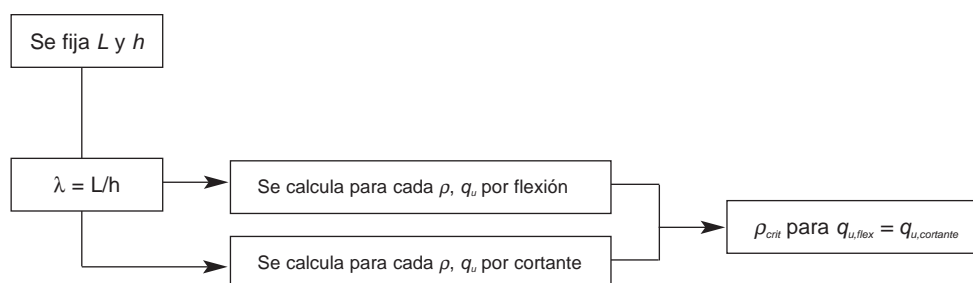 Se fija L y h
λ = L/h
Se calcula para cada ρ, qu por flexión
Se calcula para cada ρ, qu por cortante
ρcrit para qu,flex = qu,cortante